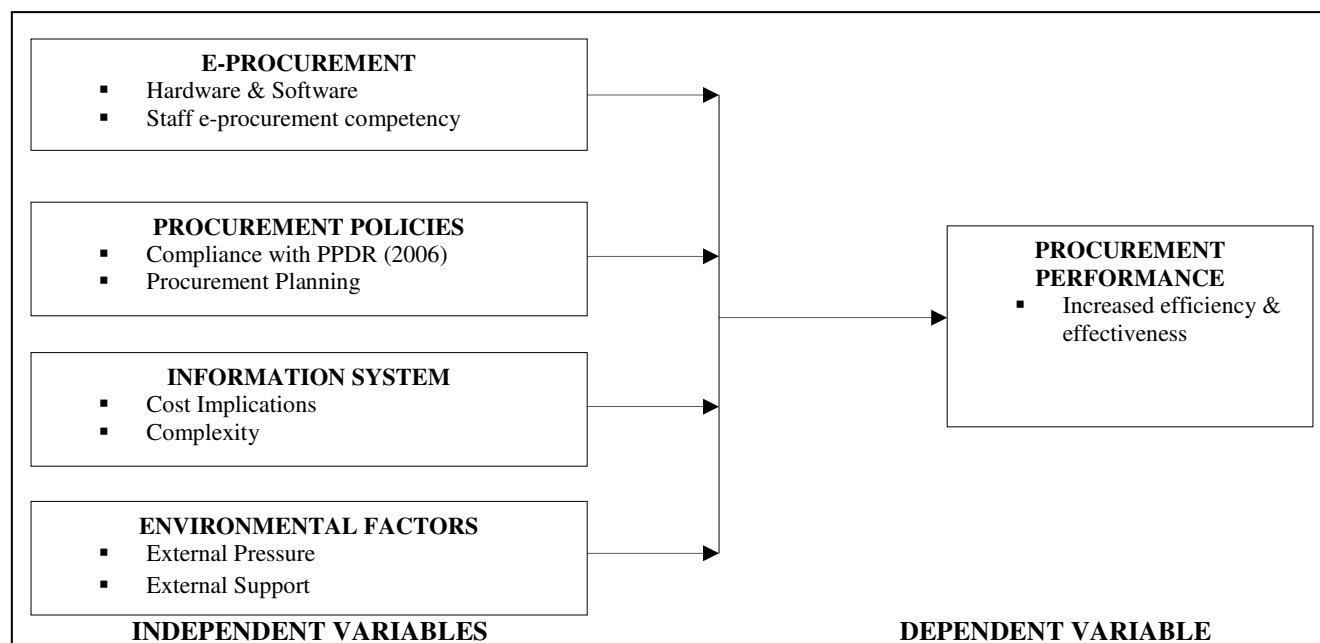 E-PROCUREMENT
▪ Hardware & Software
▪ Staff e-procurement competency
PROCUREMENT POLICIES
▪ Compliance with PPDR (2006)
▪ Procurement Planning
INFORMATION SYSTEM
▪ Cost Implications
▪ Complexity
ENVIRONMENTAL FACTORS
▪ External Pressure
▪ External Support
INDEPENDENT VARIABLES
PROCUREMENT
PERFORMANCE
▪ Increased efficiency &
effectiveness
DEPENDENT VARIABLE